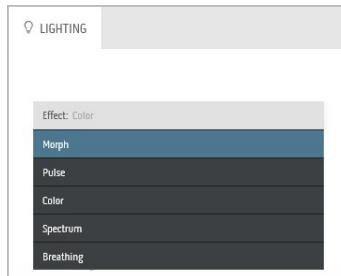 LIGHTING
Effect: Color
Morph
Pulse
Color
Spectrum
Breathing